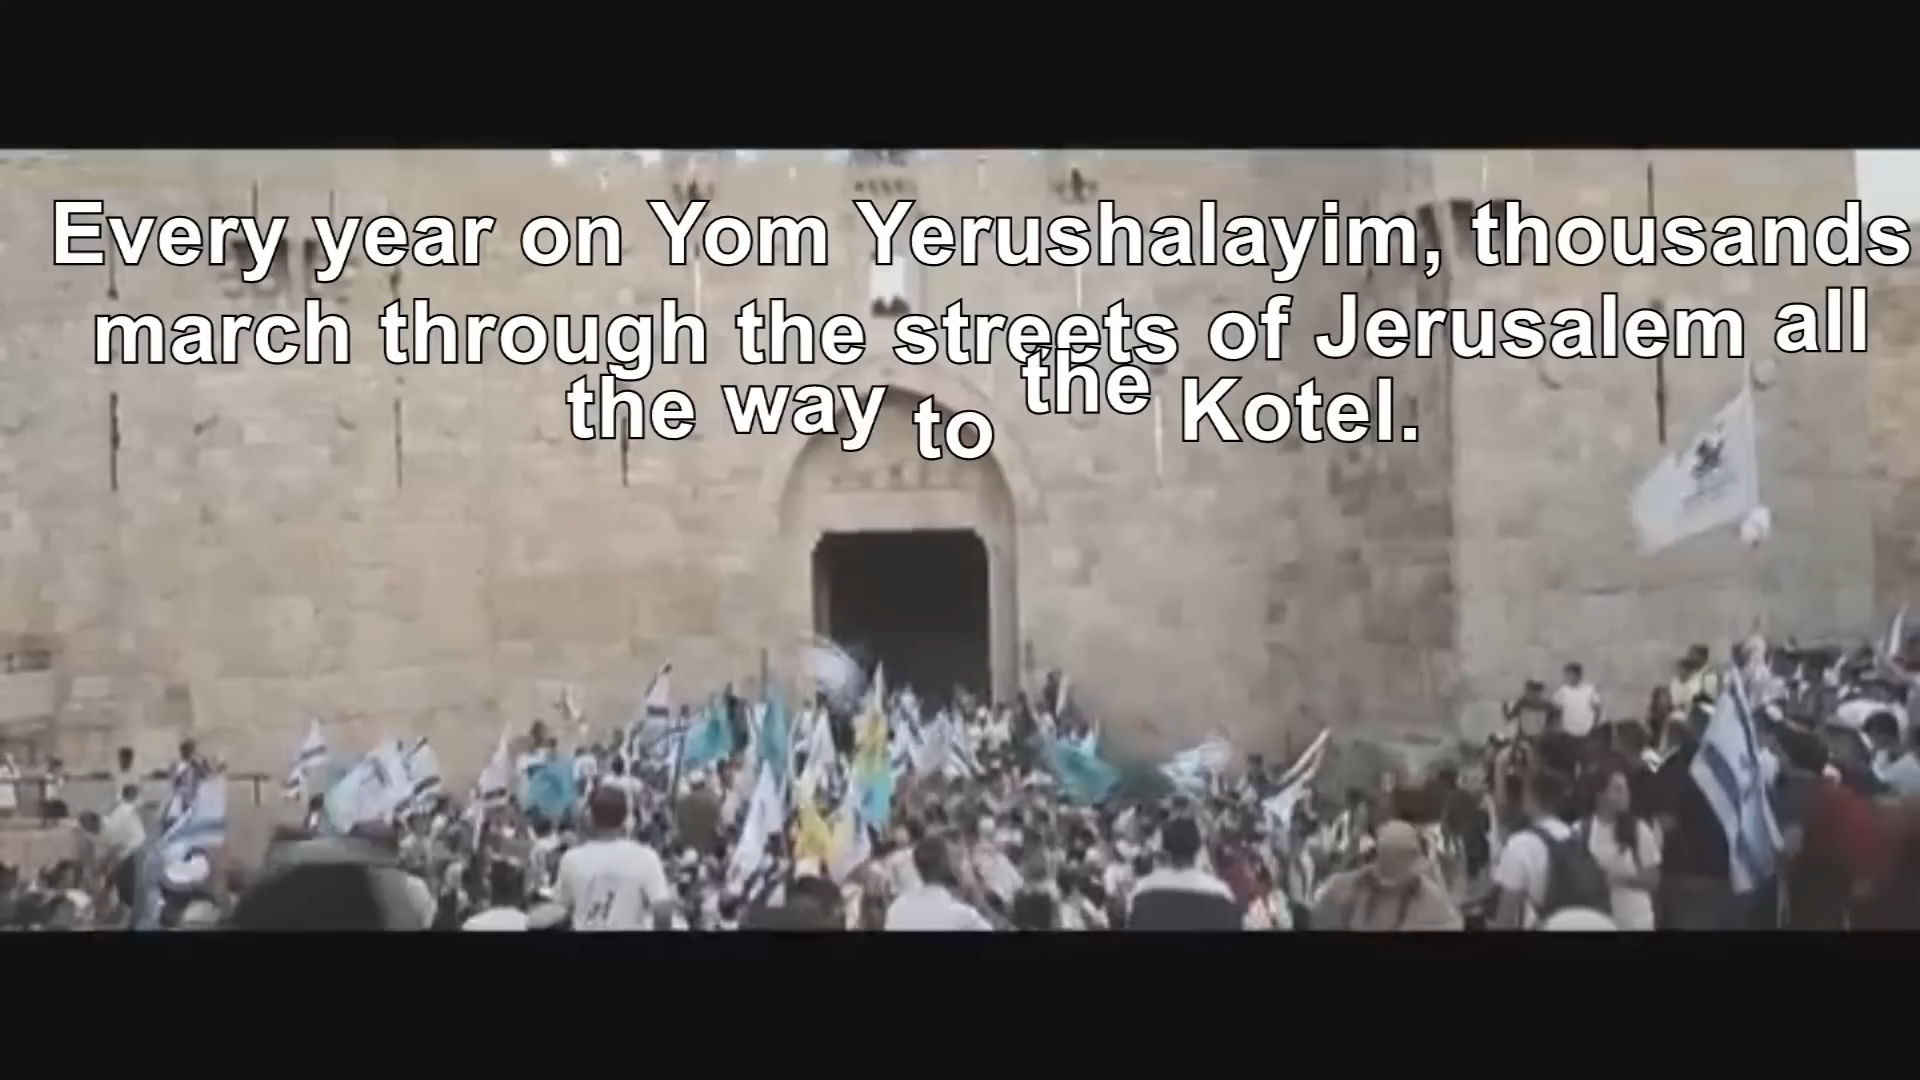 Every year on Yom Yerushalayim, thousands
march through the streets of Jerusalem all
the way to the Kotel.